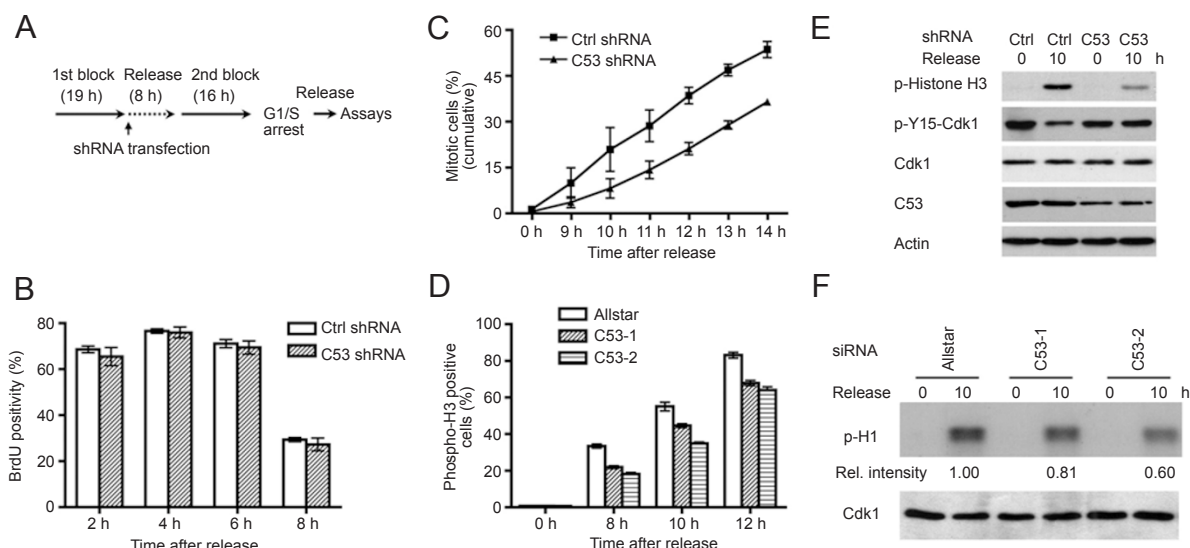 A
1st block Release 2nd block
(19 h) (8 h) (16 h) Release
G1/S Assays
arrest
shRNA transfection
B
Ctrl shRNA
C53 shRNA
BrdU positivity (%)
80
60
40
20
0
2 h 4 h 6 h 8 h
Time after release
C
Ctrl shRNA
C53 shRNA
Mitotic cells (%)
(cumulative)
60
45
30
15
0
0 h 9 h 10 h 11 h 12 h 13 h 14 h
Time after release
D
Allstar
C53-1
C53-2
Phospho-H3 positive
cells (%)
100
80
60
40
20
0
0 h 8 h 10 h 12 h
Time after release
E
shRNA Ctrl Ctrl C53 C53
Release 0 10 0 10 h
p-Histone H3
p-Y15-Cdk1
Cdk1
C53
Actin
F
siRNA Allstar C53-1 C53-2
Release 0 10 0 10 0 10 h
p-H1
Rel. intensity 1.00 0.81 0.60
Cdk1